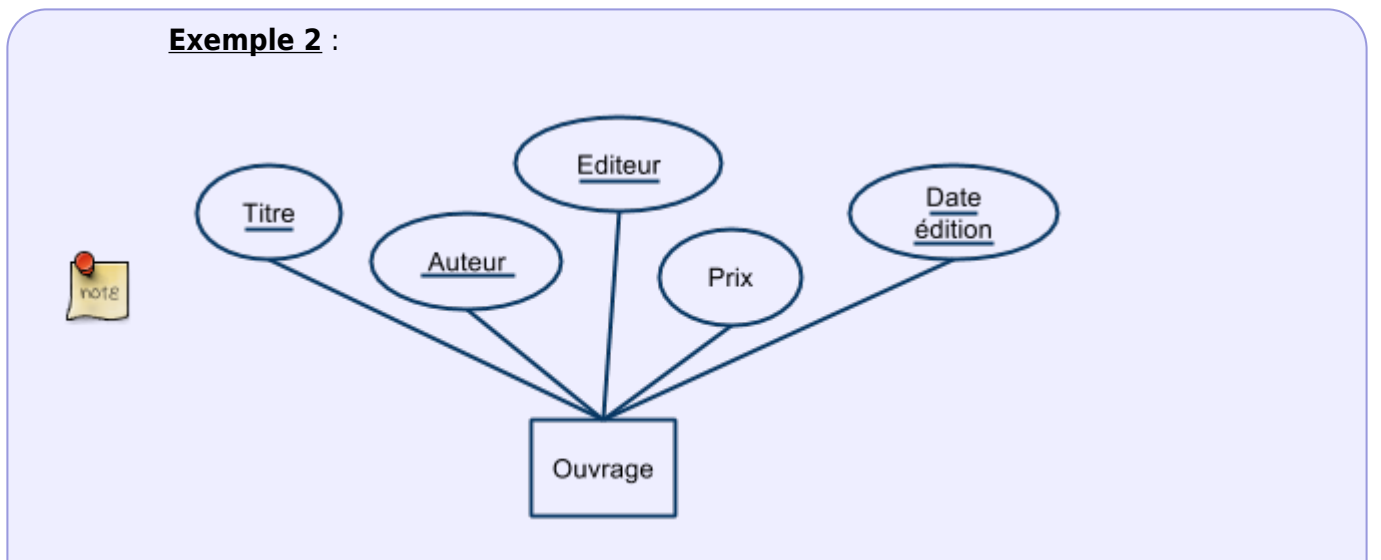 Exemple 2 :
Editeur
Titre
Date
édition
Auteur
Prix
note
Ouvrage